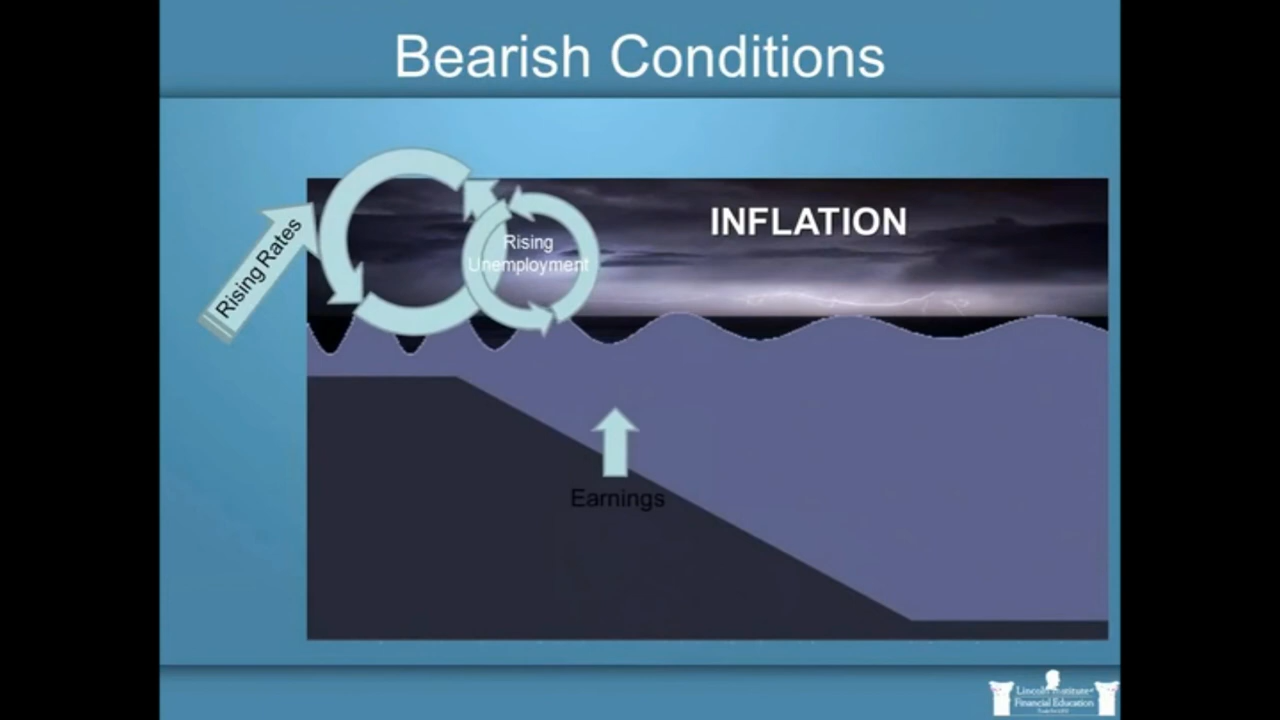 Bearish Conditions
INFLATION
Rising
Unemployment
Rising Rates
Earnings
Lincoln Institute
Financial Education